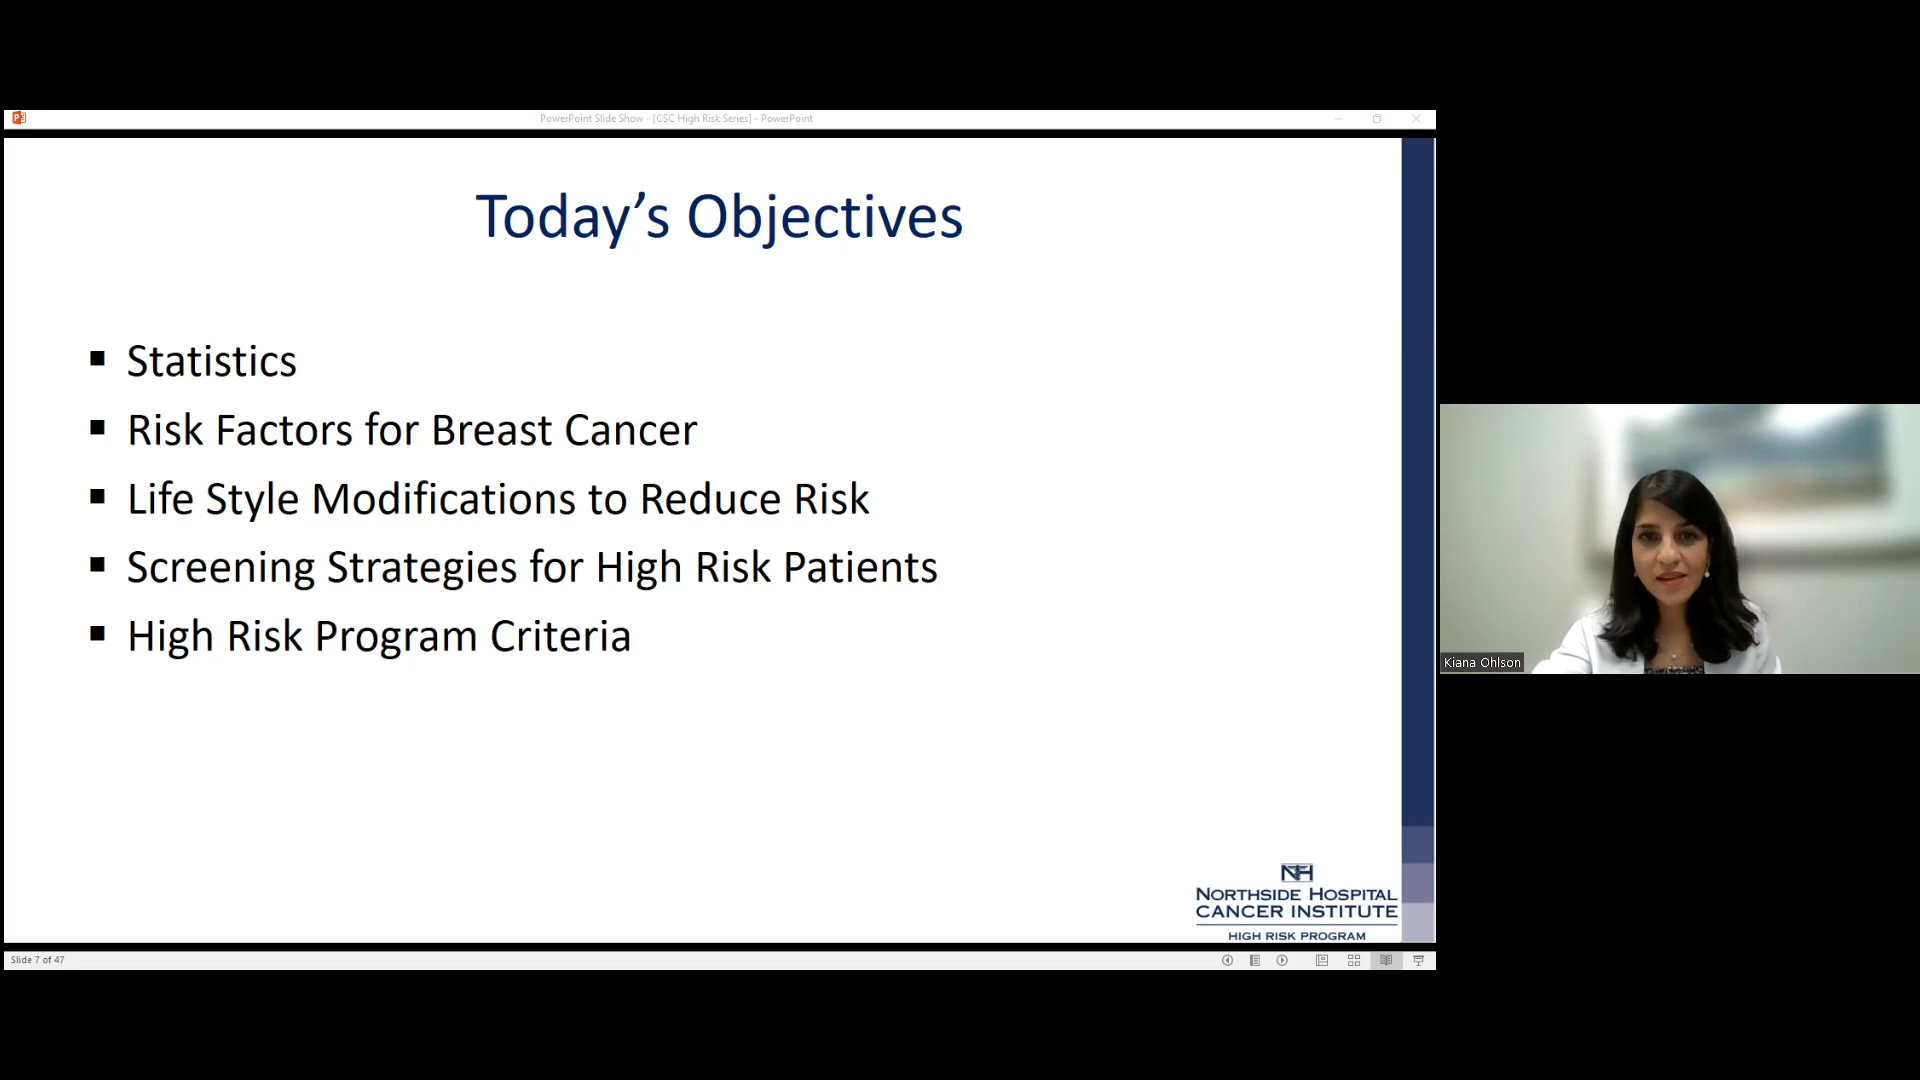 PowerPoint Slide Show - [CSC High Risk Series] - PowerPoint
Today’s Objectives
▪ Statistics
▪ Risk Factors for Breast Cancer
▪ Life Style Modifications to Reduce Risk
▪ Screening Strategies for High Risk Patients
▪ High Risk Program Criteria
Kiana Ohlson
NH
NORTHSIDE HOSPITAL
CANCER INSTITUTE
HIGH RISK PROGRAM
Slide 7 of 47